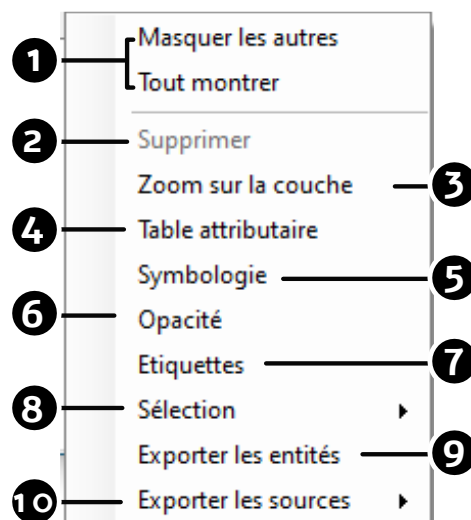 1 Masquer les autres
Tout montrer
2 Supprimer
Zoom sur la couche 3
4 Table attributaire
Symbologie 5
6 Opacité
Etiquettes 7
8 Sélection
Exporter les entités 9
10 Exporter les sources